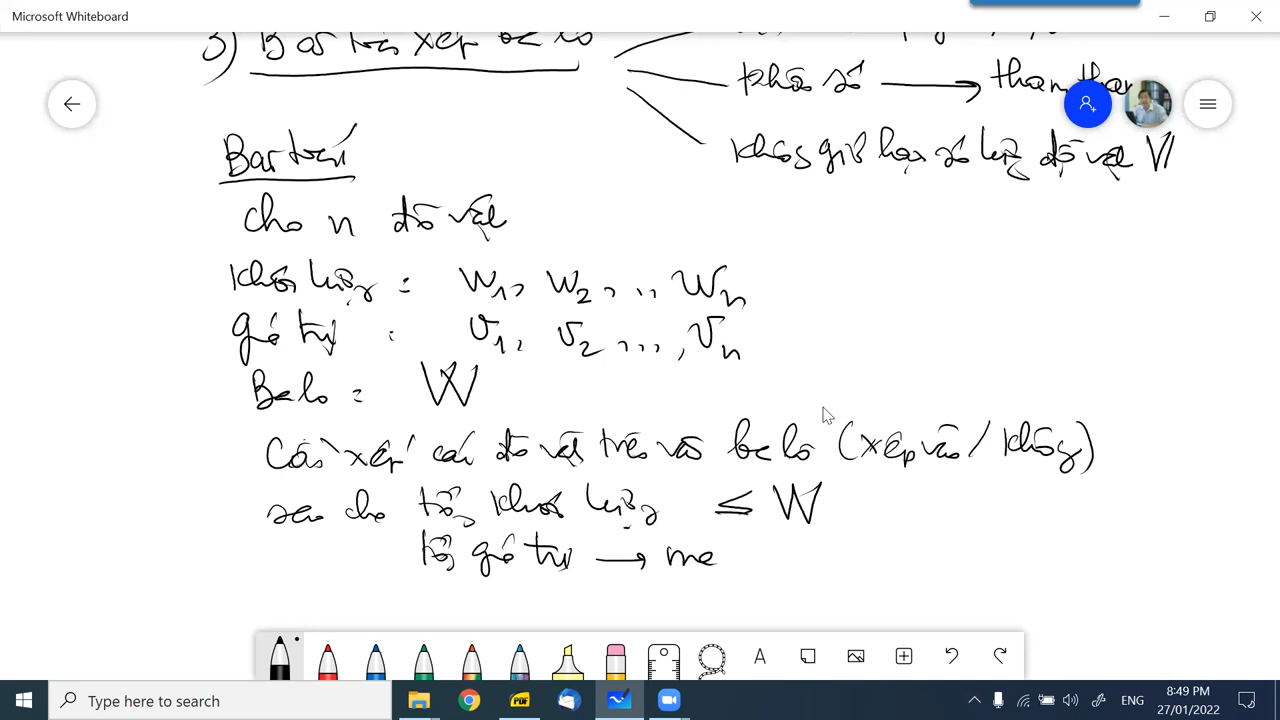 Microsoft Whiteboard
3) Bài toán xếp ba lô
phân số → tham
không giới hạn số lượng đồ vật
Bài toán
cho n đồ vật
Khối lượng : w1, w2, ..., wn
giá trị : v1, v2, ..., vn
Balo : W
Cần xếp các đồ vật trên vào balo (xếp vào / không)
sao cho tổng khối lượng ≤ W
tổng giá trị → ma
A
Type here to search
PDF
ENG
8:49 PM
27/01/2022